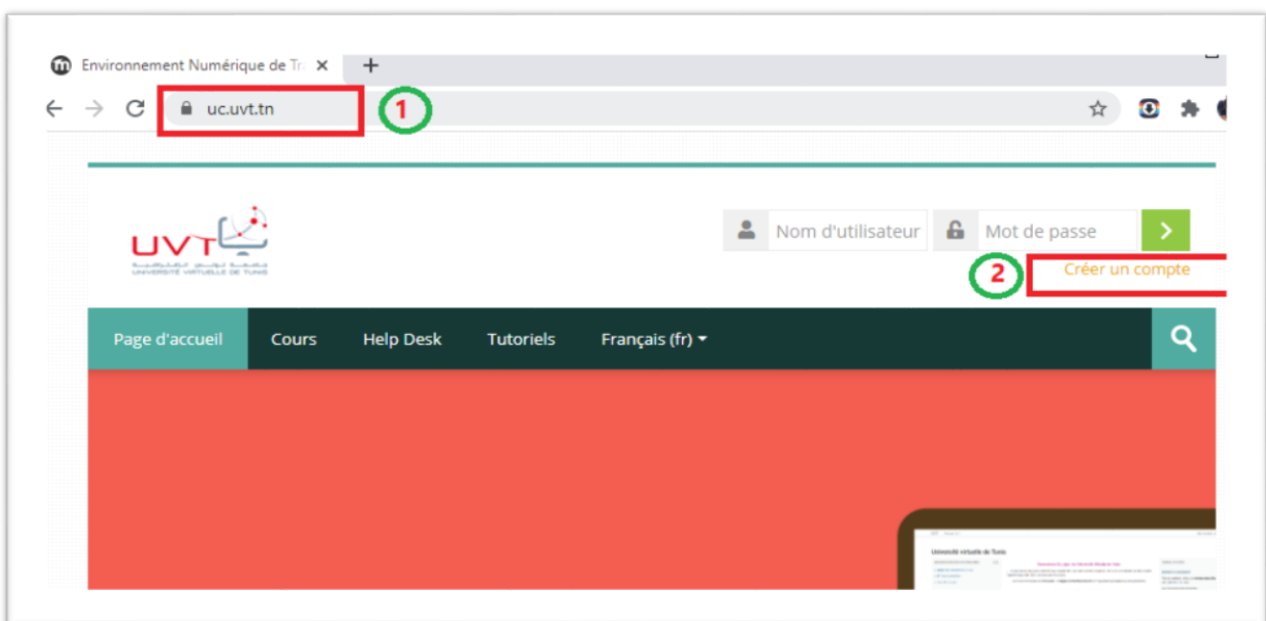 Environnement Numérique de Tr
uc.uvt.tn
1
UVT
UNIVERSITÉ VIRTUELLE DE TUNIS
Nom d'utilisateur
Mot de passe
2
Créer un compte
Page d'accueil Cours Help Desk Tutoriels Français (fr)
Université virtuelle de Tunis